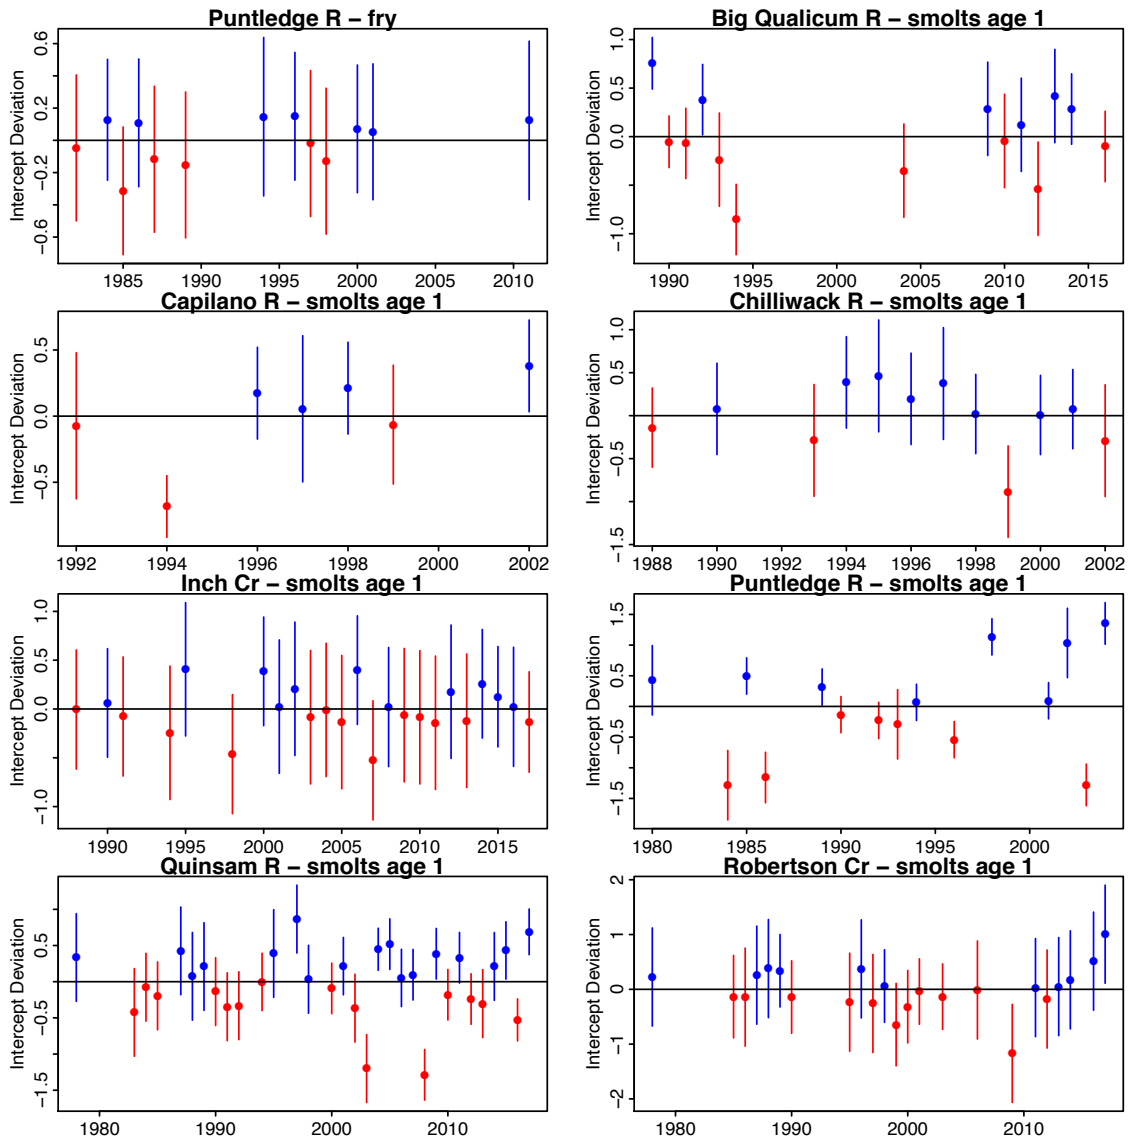 Puntledge R − fry
Intercept Deviation
0.6
0.2
−0.2
−0.6
1985 1990 1995 2000 2005 2010
Big Qualicum R − smolts age 1
Intercept Deviation
1.0
0.5
0.0
−1.0
1990 1995 2000 2005 2010 2015
Capilano R − smolts age 1
Intercept Deviation
0.5
0.0
−0.5
1992 1994 1996 1998 2000 2002
Chilliwack R − smolts age 1
Intercept Deviation
1.0
0.5
−0.5
−1.5
1988 1990 1992 1994 1996 1998 2000 2002
Inch Cr − smolts age 1
Intercept Deviation
1.0
0.5
0.0
−1.0
1990 1995 2000 2005 2010 2015
Puntledge R − smolts age 1
Intercept Deviation
1.5
0.5
−0.5
−1.5
1980 1985 1990 1995 2000
Quinsam R − smolts age 1
Intercept Deviation
0.5
−0.5
−1.5
1980 1990 2000 2010
Robertson Cr − smolts age 1
Intercept Deviation
2
1
0
−1
−2
1980 1990 2000 2010